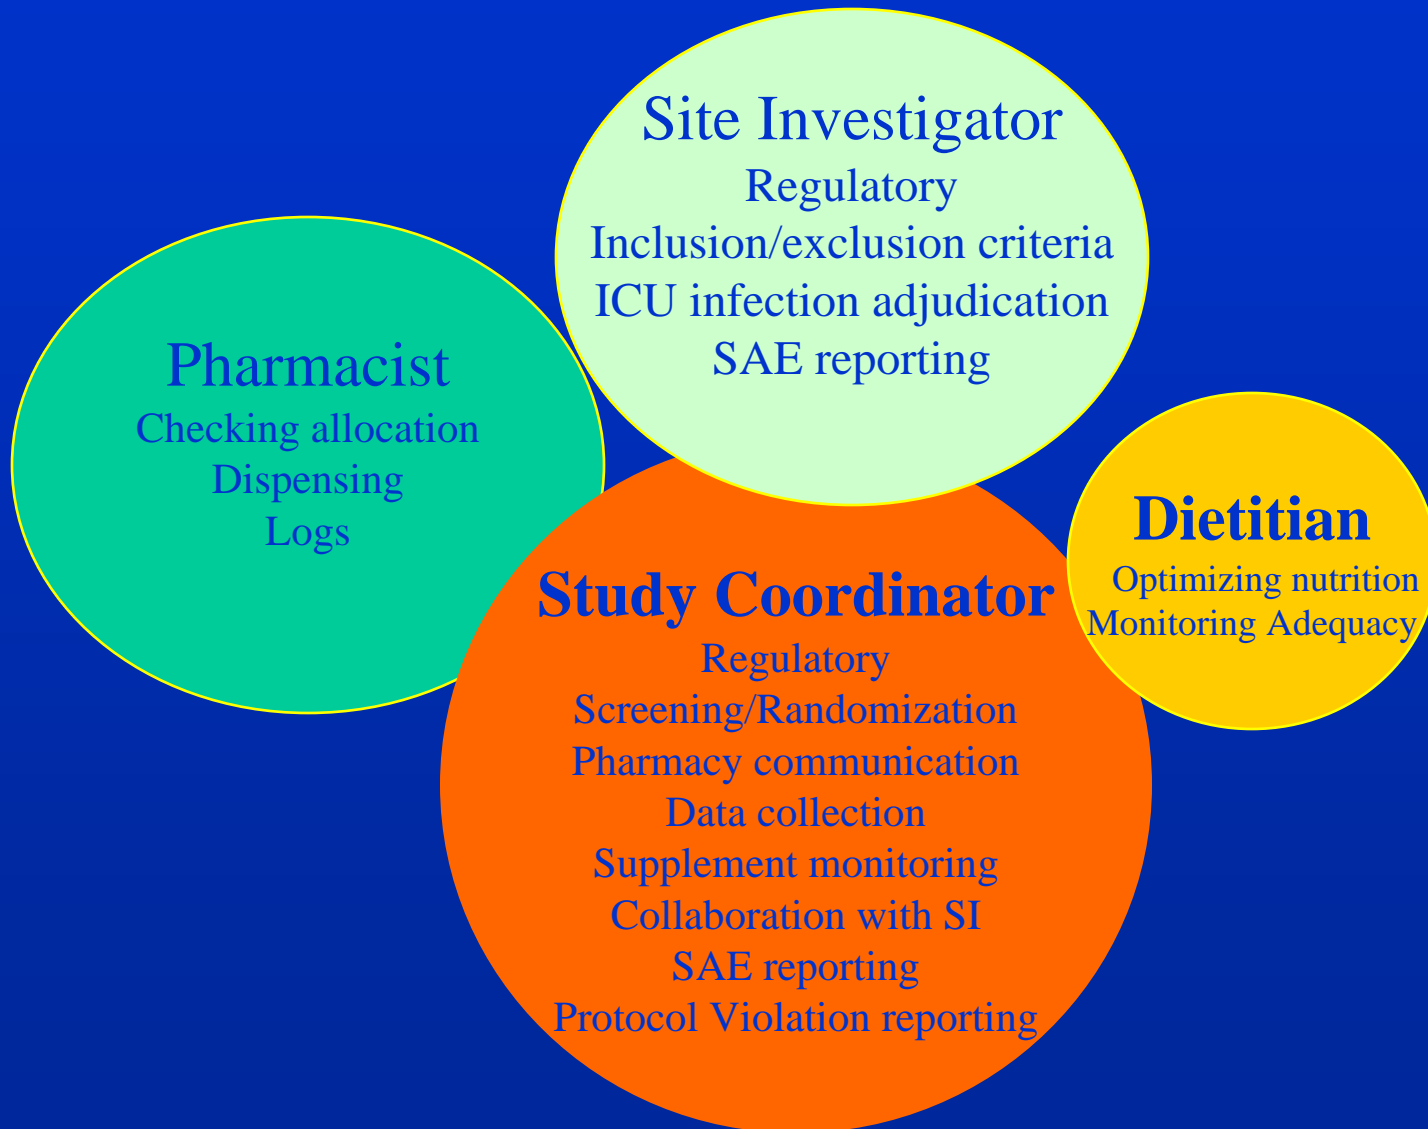 Site Investigator
Regulatory
Inclusion/exclusion criteria
ICU infection adjudication
SAE reporting
Pharmacist
Checking allocation
Dispensing
Logs
Dietitian
Optimizing nutrition
Monitoring Adequacy
Study Coordinator
Regulatory
Screening/Randomization
Pharmacy communication
Data collection
Supplement monitoring
Collaboration with SI
SAE reporting
Protocol Violation reporting